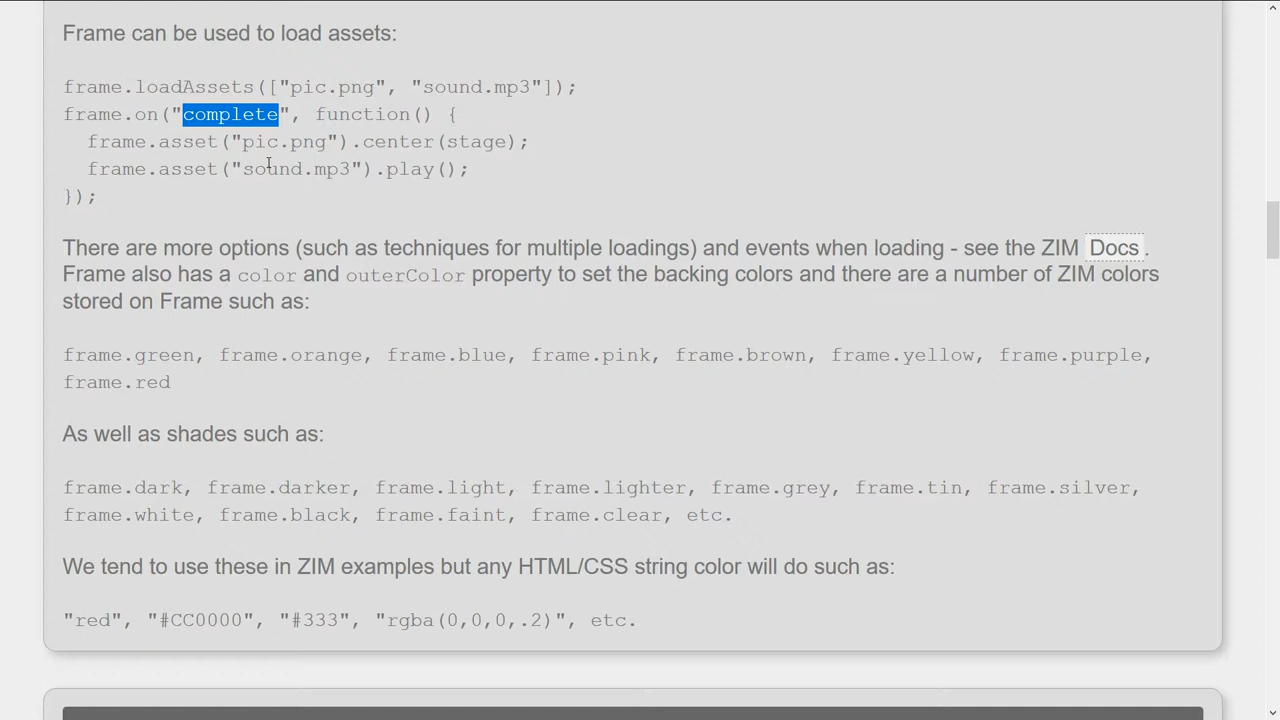 Frame can be used to load assets:
frame.loadAssets(["pic.png", "sound.mp3"]);
frame.on("complete", function() {
frame.asset("pic.png").center(stage);
frame.asset("sound.mp3").play();
});
There are more options (such as techniques for multiple loadings) and events when loading - see the ZIM Docs.
Frame also has a color and outerColor property to set the backing colors and there are a number of ZIM colors
stored on Frame such as:
frame.green, frame.orange, frame.blue, frame.pink, frame.brown, frame.yellow, frame.purple,
frame.red
As well as shades such as:
frame.dark, frame.darker, frame.light, frame.lighter, frame.grey, frame.tin, frame.silver,
frame.white, frame.black, frame.faint, frame.clear, etc.
We tend to use these in ZIM examples but any HTML/CSS string color will do such as:
"red", "#CC0000", "#333", "rgba(0,0,0,.2)", etc.